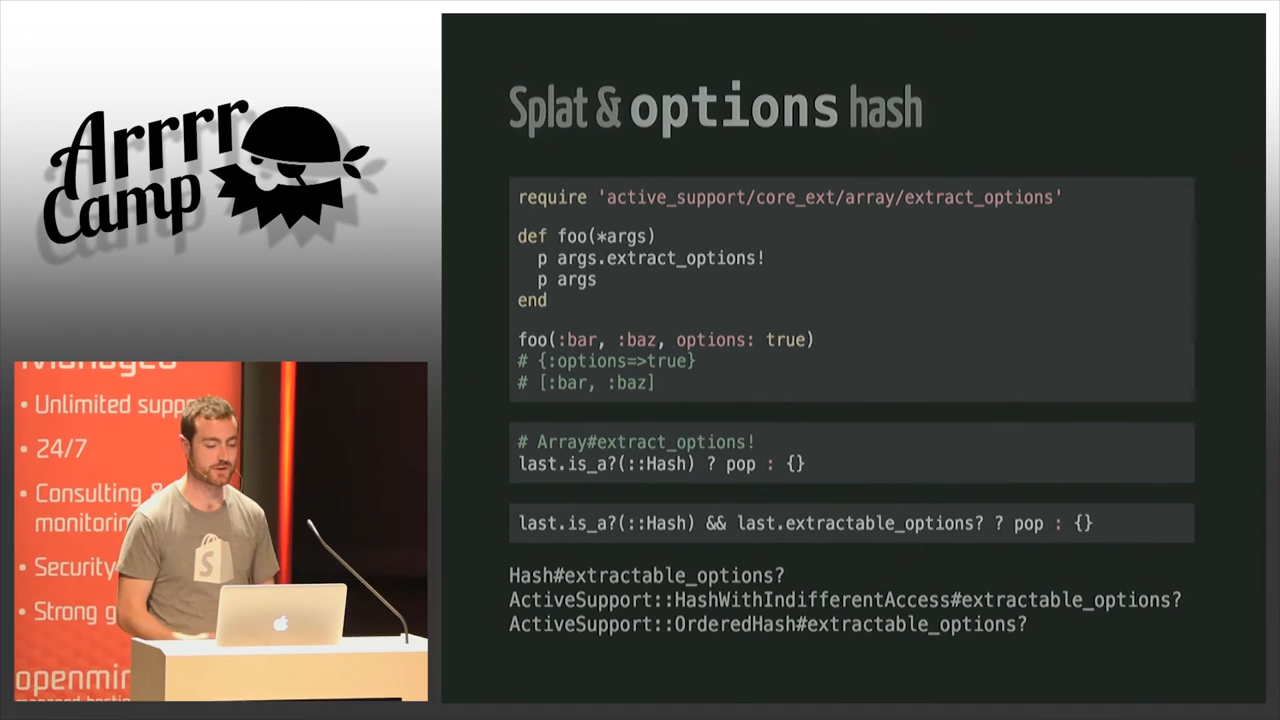 Arrrr
Camp
Splat & options hash
require 'active_support/core_ext/array/extract_options'
def foo(*args)
  p args.extract_options!
  p args
end
foo(:bar, :baz, options: true)
# {:options=>true}
# [:bar, :baz]
# Array#extract_options!
last.is_a?(::Hash) ? pop : {}
last.is_a?(::Hash) && last.extractable_options? ? pop : {}
Hash#extractable_options?
ActiveSupport::HashWithIndifferentAccess#extractable_options?
ActiveSupport::OrderedHash#extractable_options?
Managed
• Unlimited supp
• 24/7
• Consulting &
monitorin
• Security
• Strong g
openmin
S